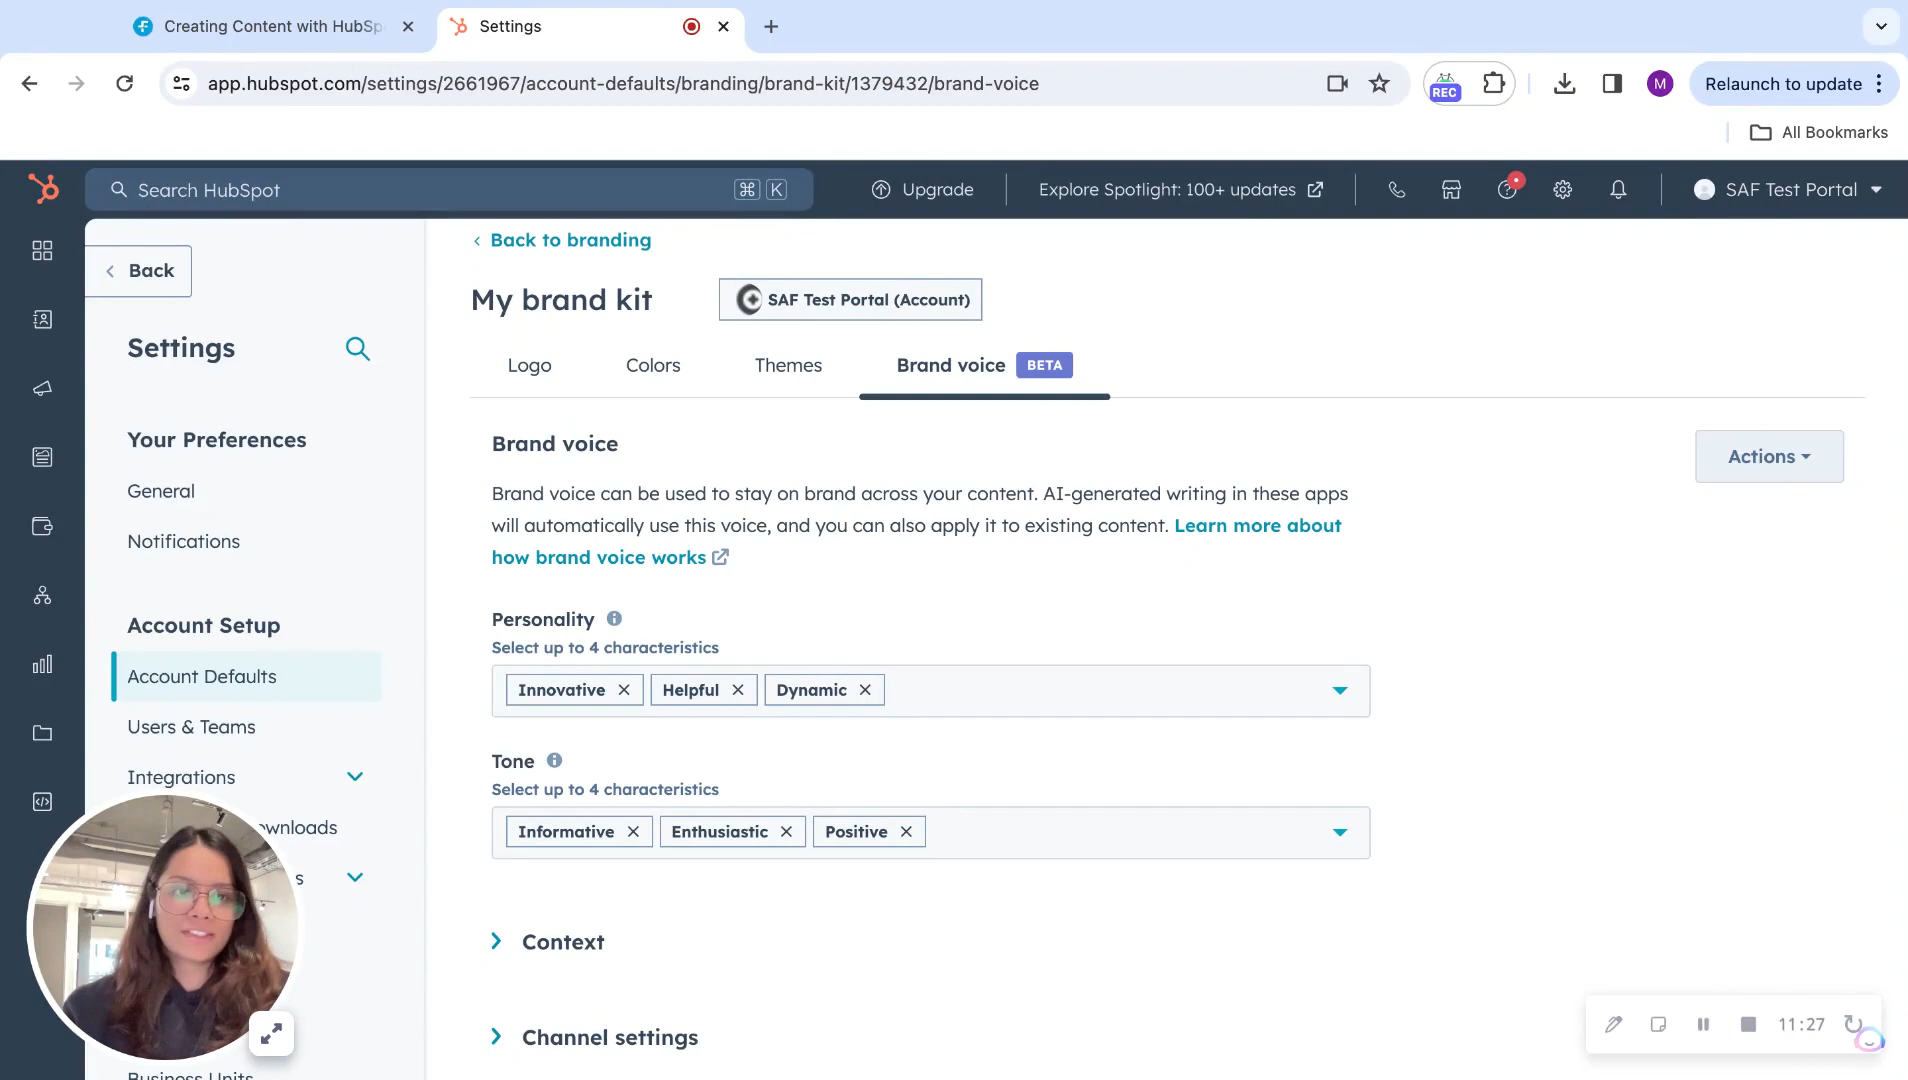 Creating Content with HubSp
Settings
app.hubspot.com/settings/2661967/account-defaults/branding/brand-kit/1379432/brand-voice
REC
M
Relaunch to update
All Bookmarks
Search HubSpot
⌘ K
Upgrade
Explore Spotlight: 100+ updates
SAF Test Portal
Back
Settings
Your Preferences
General
Notifications
Account Setup
Account Defaults
Users & Teams
Integrations
ownloads
s
Business Units
Back to branding
My brand kit
SAF Test Portal (Account)
Logo
Colors
Themes
Brand voice BETA
Brand voice
Actions
Brand voice can be used to stay on brand across your content. AI-generated writing in these apps
will automatically use this voice, and you can also apply it to existing content. Learn more about
how brand voice works
Personality
Select up to 4 characteristics
Innovative
Helpful
Dynamic
Tone
Select up to 4 characteristics
Informative
Enthusiastic
Positive
Context
Channel settings
11:27